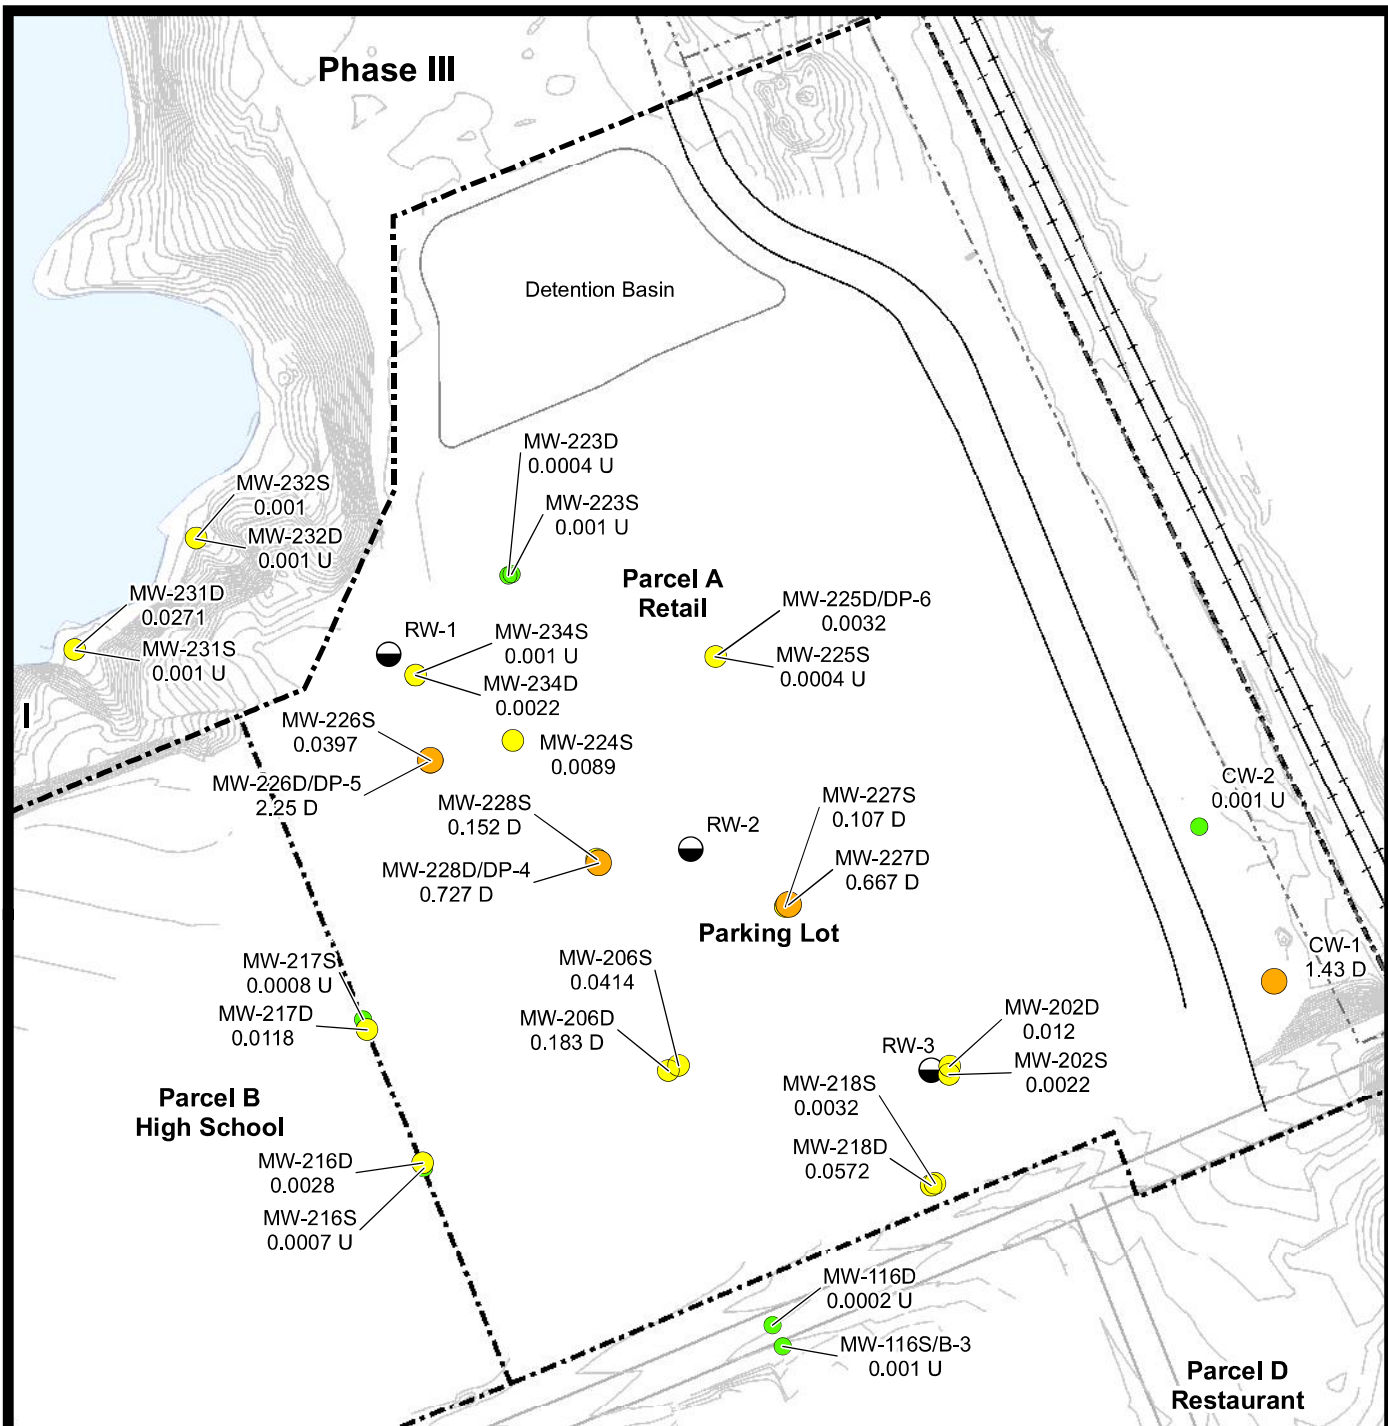 Phase III
Detention Basin
MW-223D
0.0004 U
MW-232S
0.001
MW-223S
0.001 U
MW-232D
0.001 U
MW-231D
0.0271
Parcel A
Retail
MW-225D/DP-6
0.0032
RW-1
MW-234S
0.001 U
MW-231S
0.001 U
MW-225S
0.0004 U
MW-234D
0.0022
I
MW-226S
0.0397
MW-224S
0.0089
MW-226D/DP-5
2.25 D
CW-2
0.001 U
MW-228S
0.152 D
MW-227S
0.107 D
RW-2
MW-228D/DP-4
0.727 D
MW-227D
0.667 D
Parking Lot
CW-1
1.43 D
MW-217S
0.0008 U
MW-206S
0.0414
MW-217D
0.0118
MW-206D
0.183 D
MW-202D
0.012
RW-3
MW-202S
0.0022
MW-218S
0.0032
Parcel B
High School
MW-218D
0.0572
MW-216D
0.0028
MW-216S
0.0007 U
MW-116D
0.0002 U
MW-116S/B-3
0.001 U
Parcel D
Restaurant